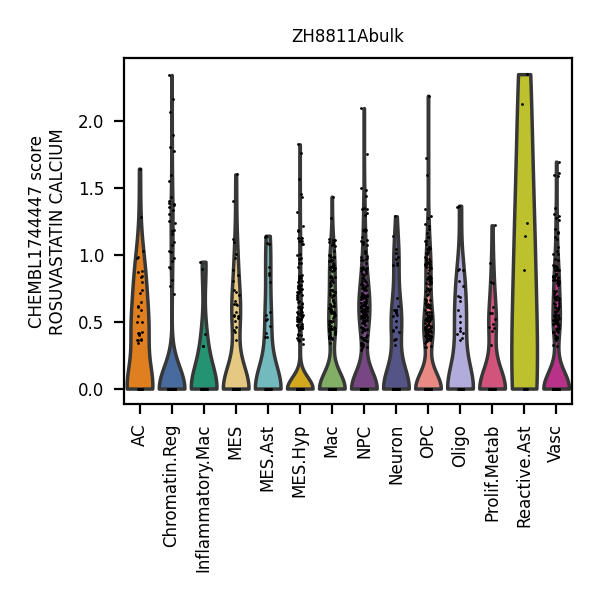 ZH8811Abulk
CHEMBL1744447 score
ROSUVASTATIN CALCIUM
2.0
1.5
1.0
0.5
0.0
AC
Chromatin.Reg
Inflammatory.Mac
MES
MES.Ast
MES.Hyp
Mac
NPC
Neuron
OPC
Oligo
Prolif.Metab
Reactive.Ast
Vasc